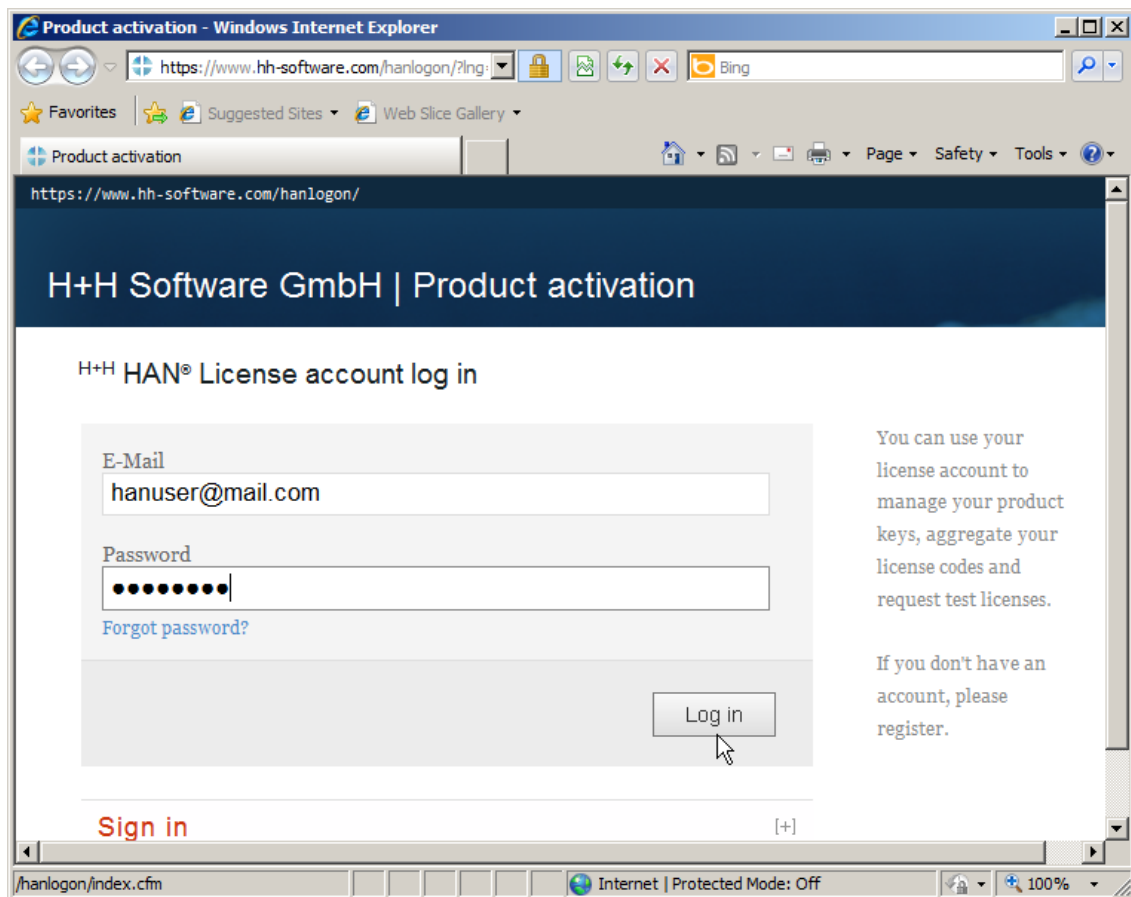 Product activation - Windows Internet Explorer
https://www.hh-software.com/hanlogon/?lng=
Bing
Favorites
Suggested Sites
Web Slice Gallery
Product activation
Page
Safety
Tools
https://www.hh-software.com/hanlogon/
H+H Software GmbH | Product activation
H+H HAN® License account log in
E-Mail
hanuser@mail.com
Password
●●●●●●●●
Forgot password?
Log in
You can use your
license account to
manage your product
keys, aggregate your
license codes and
request test licenses.
If you don't have an
account, please
register.
Sign in
[+]
/hanlogon/index.cfm
Internet | Protected Mode: Off
100%